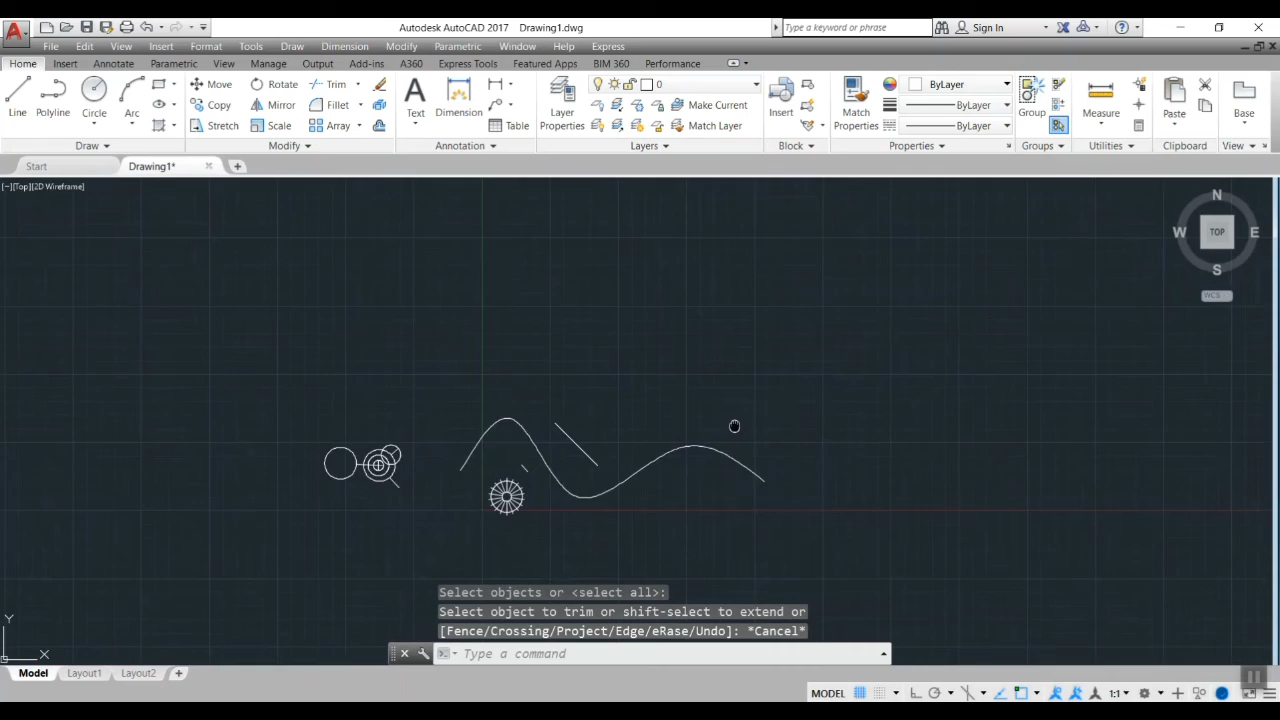 Autodesk AutoCAD 2017 Drawing1.dwg
Type a keyword or phrase
Sign In
File Edit View Insert Format Tools Draw Dimension Modify Parametric Window Help Express
Home Insert Annotate Parametric View Manage Output Add-ins A360 Express Tools Featured Apps BIM 360 Performance
Line Polyline Circle Arc
Move Rotate Trim
Copy Mirror Fillet
Stretch Scale Array
Text Dimension Table
Layer Properties
0
Make Current
Match Layer
Insert
Match Properties
ByLayer
ByLayer
ByLayer
Group
Measure
Paste
Base
Draw Modify Annotation Layers Block Properties Groups Utilities Clipboard View
Start Drawing1*
[−][Top][2D Wireframe]
N
W TOP E
S
WCS
Select objects or <select all>:
Select object to trim or shift-select to extend or
[Fence/Crossing/Project/Edge/eRase/Undo]: *Cancel*
Y
X
Type a command
Model Layout1 Layout2
MODEL 1:1